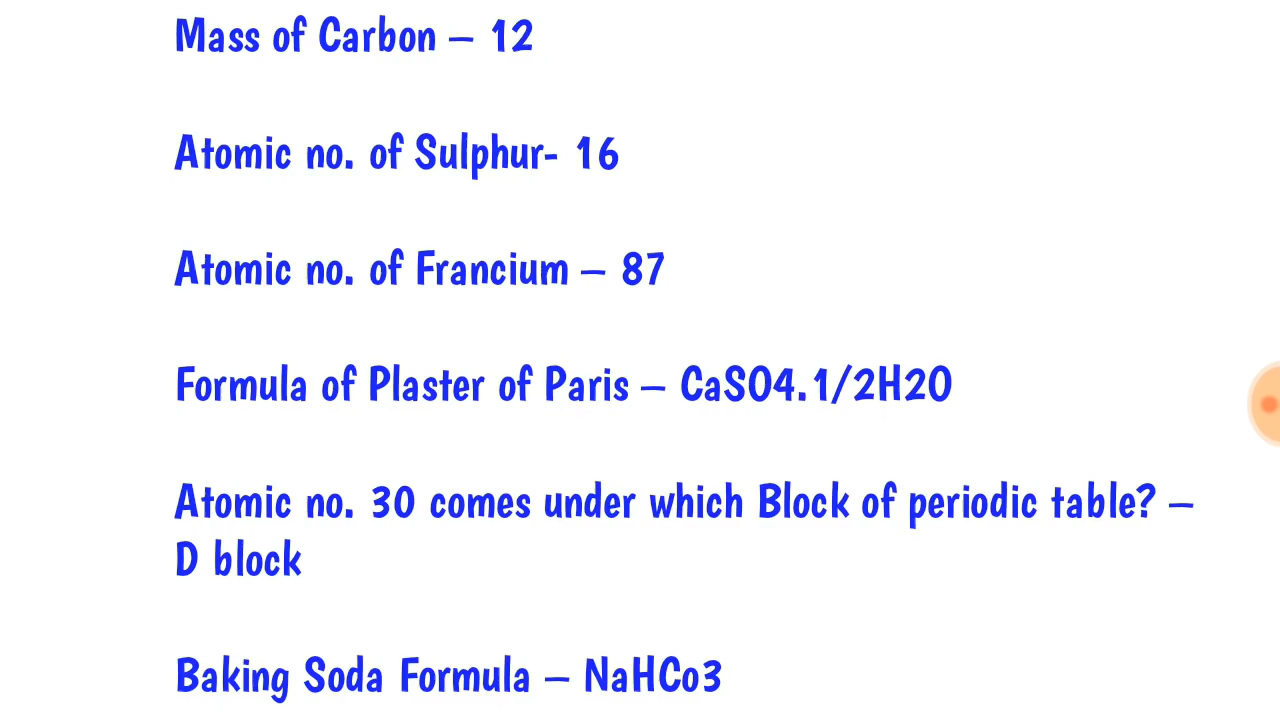 Mass of Carbon – 12
Atomic no. of Sulphur- 16
Atomic no. of Francium – 87
Formula of Plaster of Paris – CaSO4.1/2H2O
Atomic no. 30 comes under which Block of periodic table? –
D block
Baking Soda Formula – NaHCo3